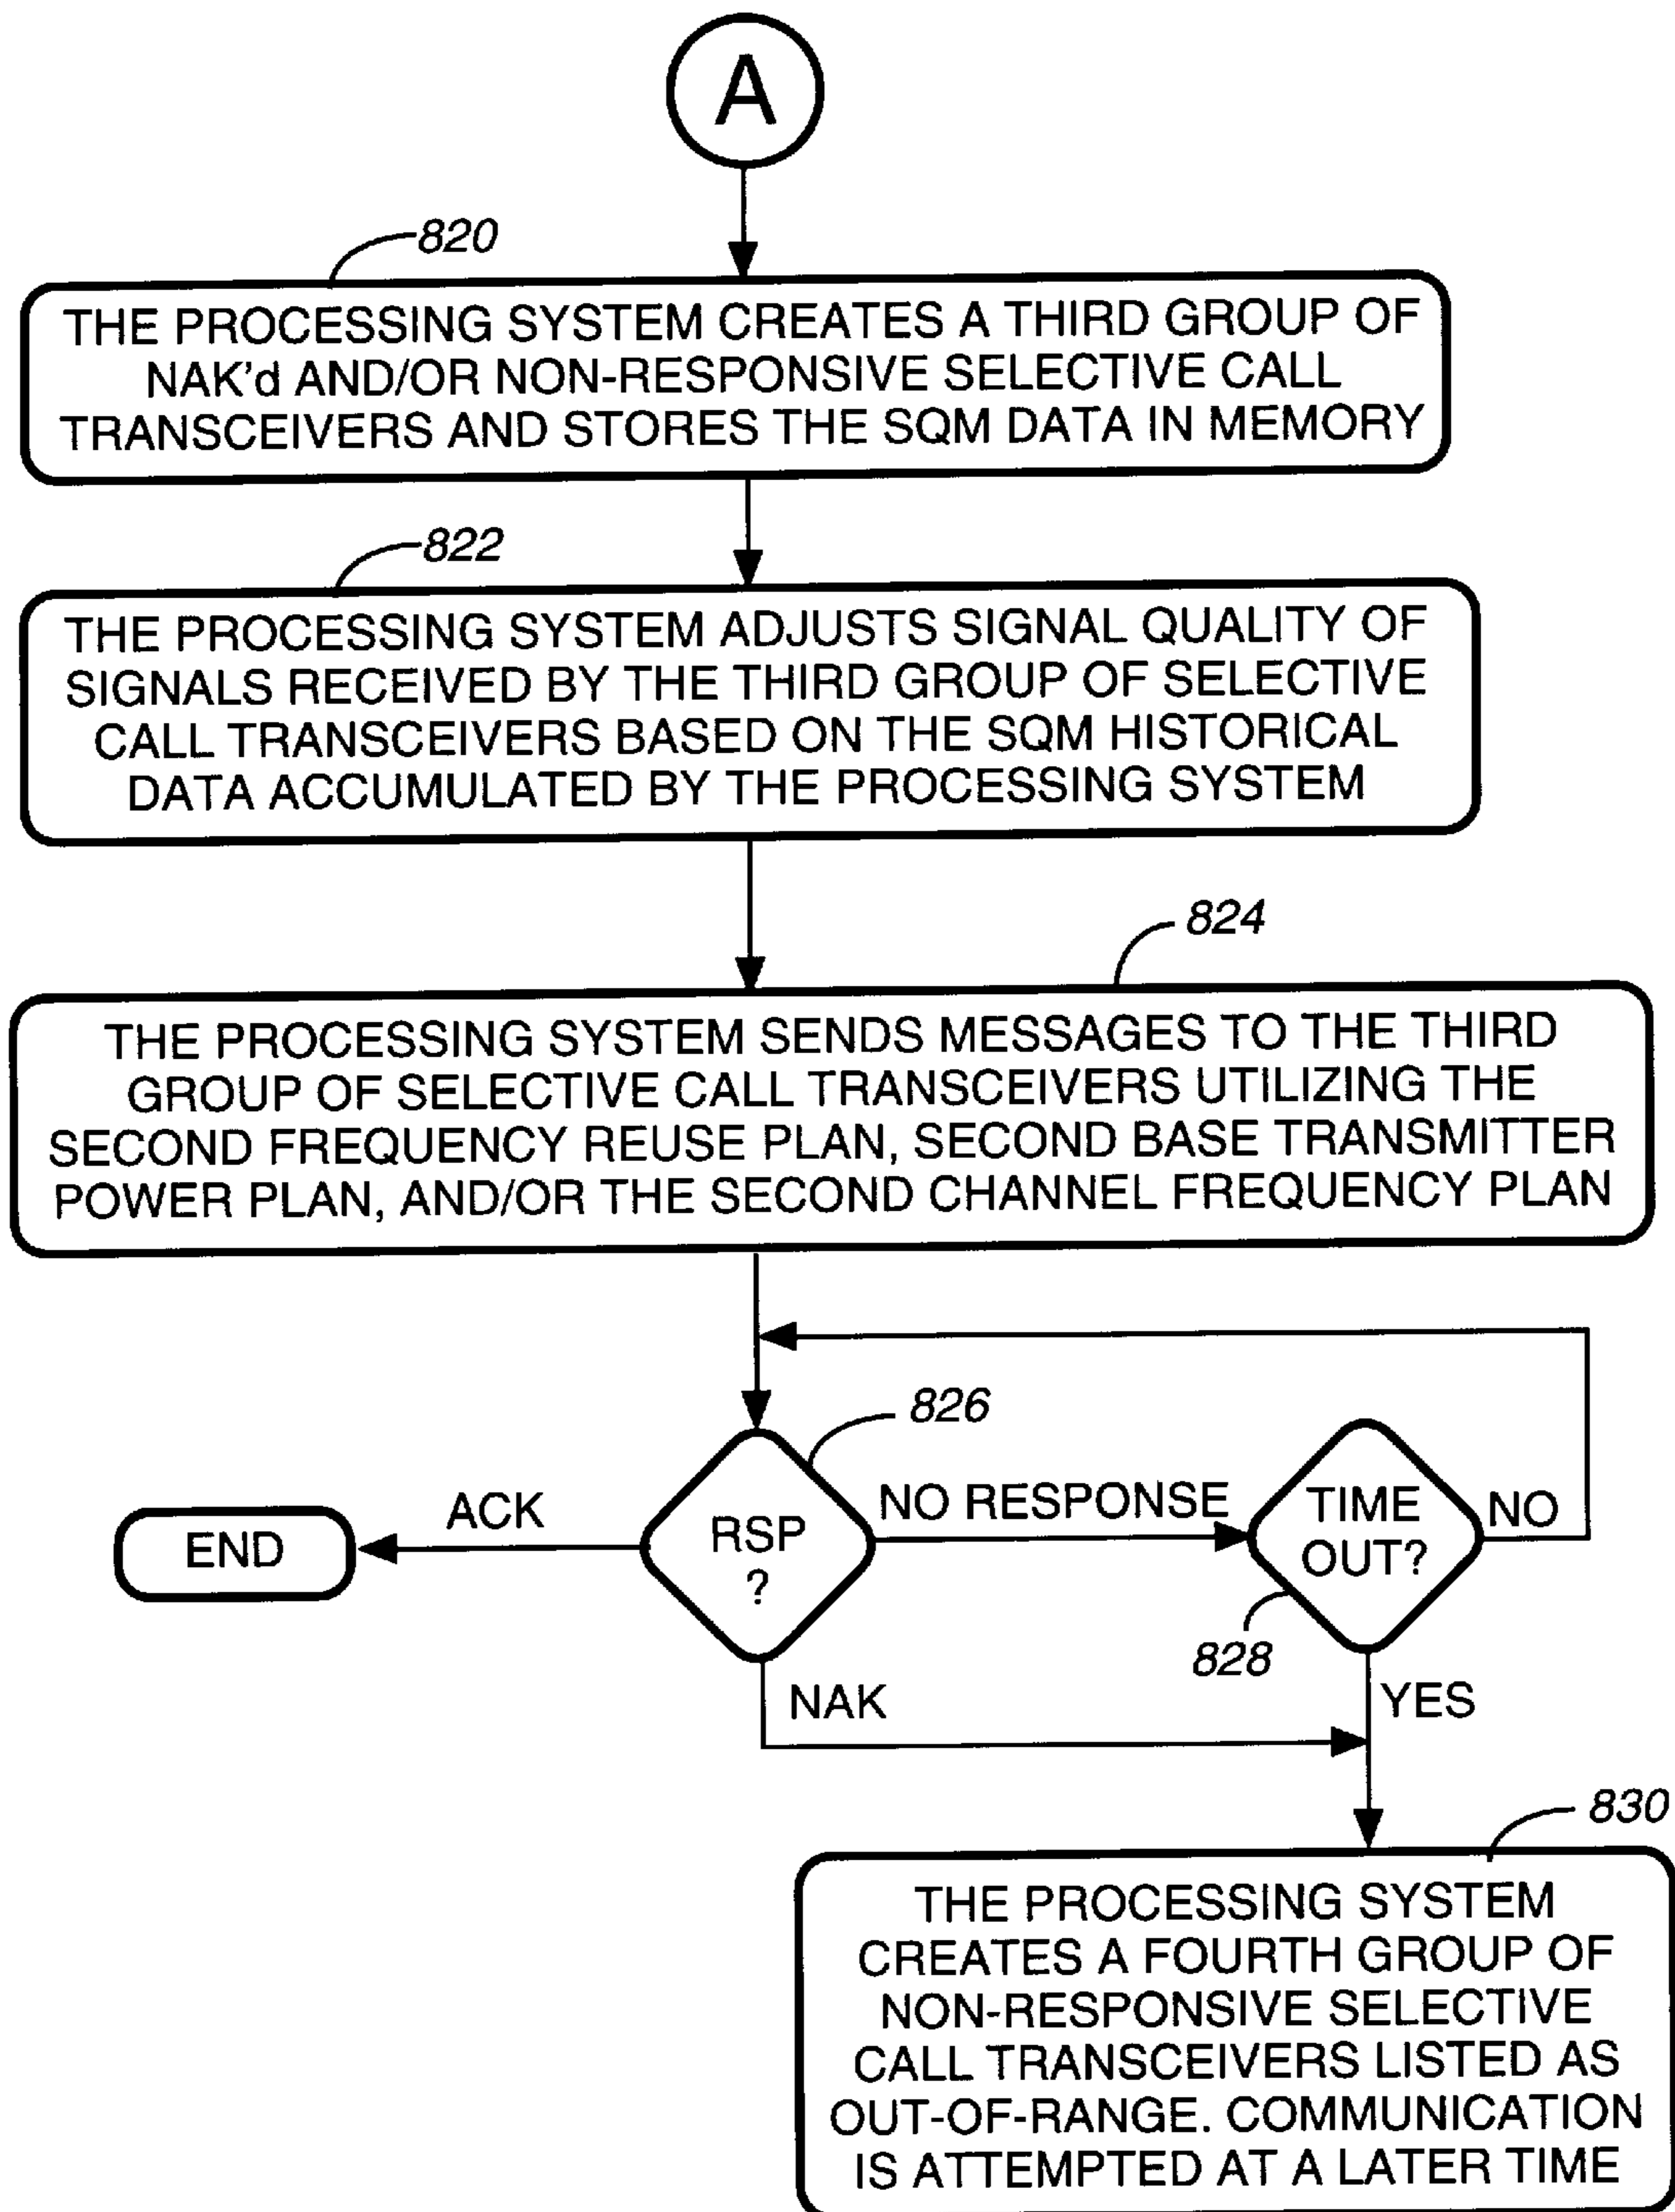 A
820
THE PROCESSING SYSTEM CREATES A THIRD GROUP OF
NAK'd AND/OR NON-RESPONSIVE SELECTIVE CALL
TRANSCEIVERS AND STORES THE SQM DATA IN MEMORY
822
THE PROCESSING SYSTEM ADJUSTS SIGNAL QUALITY OF
SIGNALS RECEIVED BY THE THIRD GROUP OF SELECTIVE
CALL TRANSCEIVERS BASED ON THE SQM HISTORICAL
DATA ACCUMULATED BY THE PROCESSING SYSTEM
824
THE PROCESSING SYSTEM SENDS MESSAGES TO THE THIRD
GROUP OF SELECTIVE CALL TRANSCEIVERS UTILIZING THE
SECOND FREQUENCY REUSE PLAN, SECOND BASE TRANSMITTER
POWER PLAN, AND/OR THE SECOND CHANNEL FREQUENCY PLAN
826
END
ACK
RSP
?
NO RESPONSE
TIME
OUT?
NO
828
NAK
YES
830
THE PROCESSING SYSTEM
CREATES A FOURTH GROUP OF
NON-RESPONSIVE SELECTIVE
CALL TRANSCEIVERS LISTED AS
OUT-OF-RANGE. COMMUNICATION
IS ATTEMPTED AT A LATER TIME